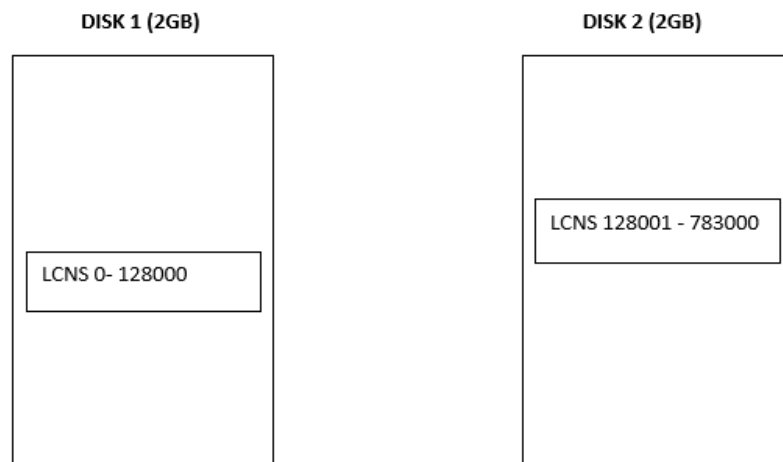 DISK 1 (2GB)
DISK 2 (2GB)
LCNS 0- 128000
LCNS 128001 - 783000